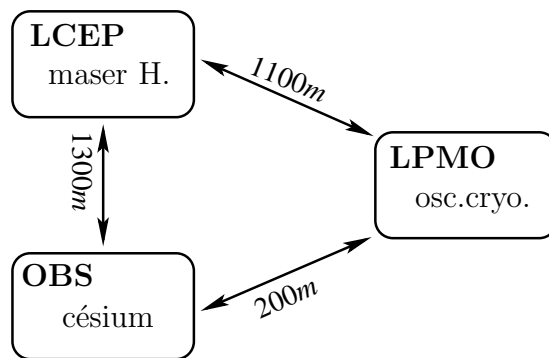 LCEP
maser H.
1100m
1300m
LPMO
osc.cryo.
OBS
césium
200m